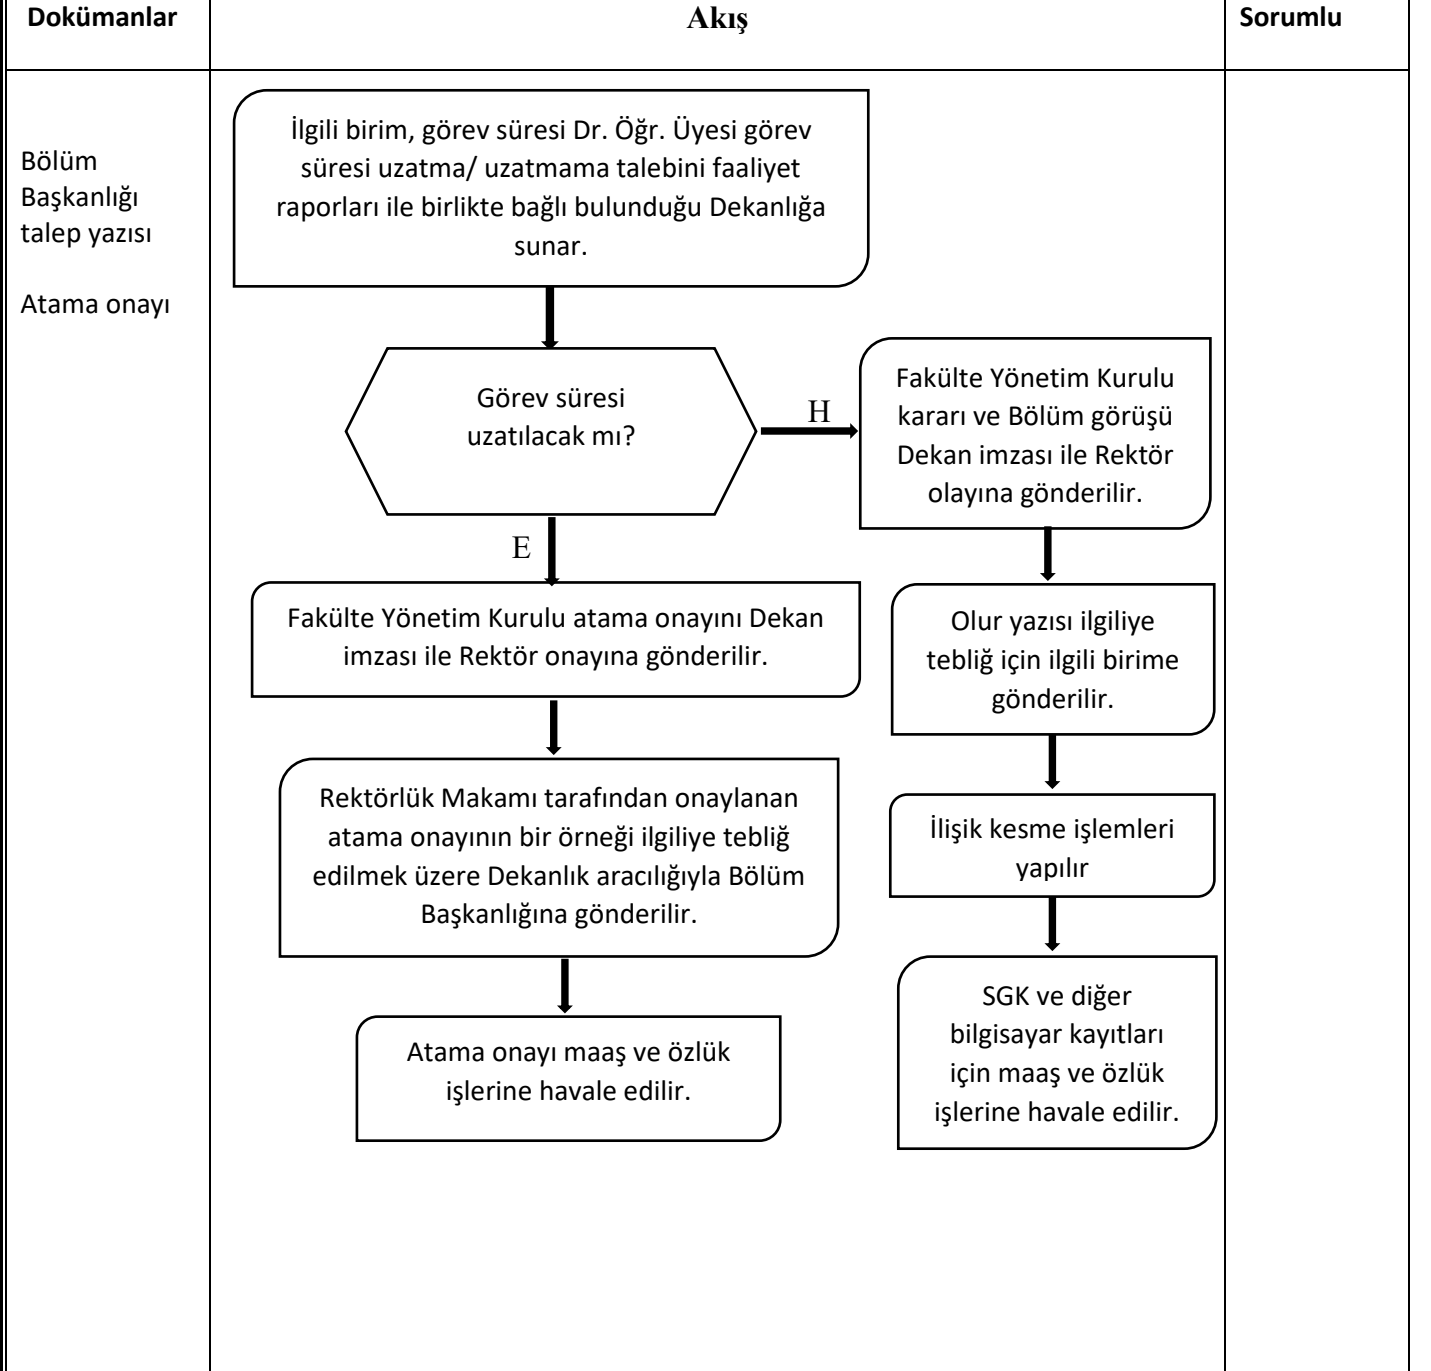 Dokümanlar
Akış
Sorumlu
Bölüm
Başkanlığı
talep yazısı
Atama onayı
İlgili birim, görev süresi Dr. Öğr. Üyesi görev
süresi uzatma/ uzatmama talebini faaliyet
raporları ile birlikte bağlı bulunduğu Dekanlığa
sunar.
Görev süresi
uzatılacak mı?
H
Fakülte Yönetim Kurulu
kararı ve Bölüm görüşü
Dekan imzası ile Rektör
olayına gönderilir.
E
Fakülte Yönetim Kurulu atama onayını Dekan
imzası ile Rektör onayına gönderilir.
Olur yazısı ilgiliye
tebliğ için ilgili birime
gönderilir.
Rektörlük Makamı tarafından onaylanan
atama onayının bir örneği ilgiliye tebliğ
edilmek üzere Dekanlık aracılığıyla Bölüm
Başkanlığına gönderilir.
İlişik kesme işlemleri
yapılır
Atama onayı maaş ve özlük
işlerine havale edilir.
SGK ve diğer
bilgisayar kayıtları
için maaş ve özlük
işlerine havale edilir.